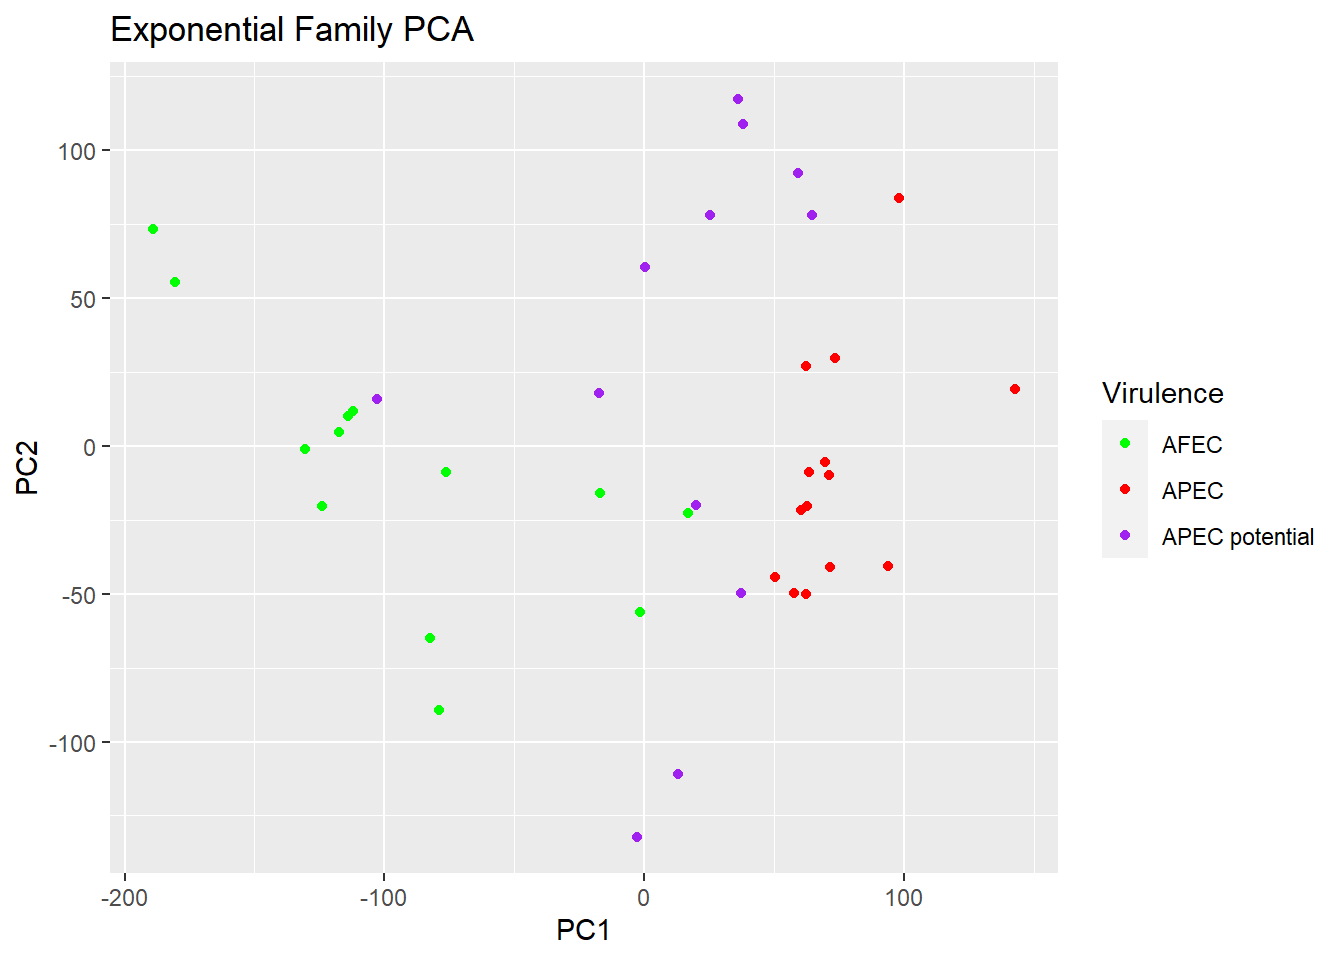 Exponential Family PCA
100
50
0
-50
-100
PC2
-200
-100
0
100
PC1
Virulence
AFEC
APEC
APEC potential